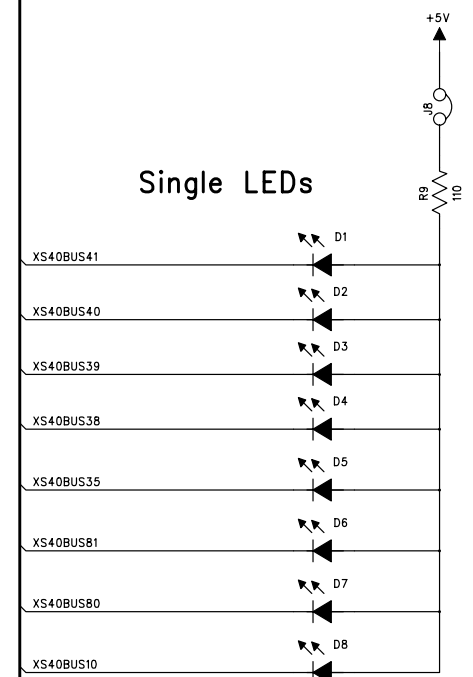 +5V
J8
Single LEDs
R9
110
D1
XS40BUS41
D2
XS40BUS40
D3
XS40BUS39
D4
XS40BUS38
D5
XS40BUS35
D6
XS40BUS81
D7
XS40BUS80
D8
XS40BUS10